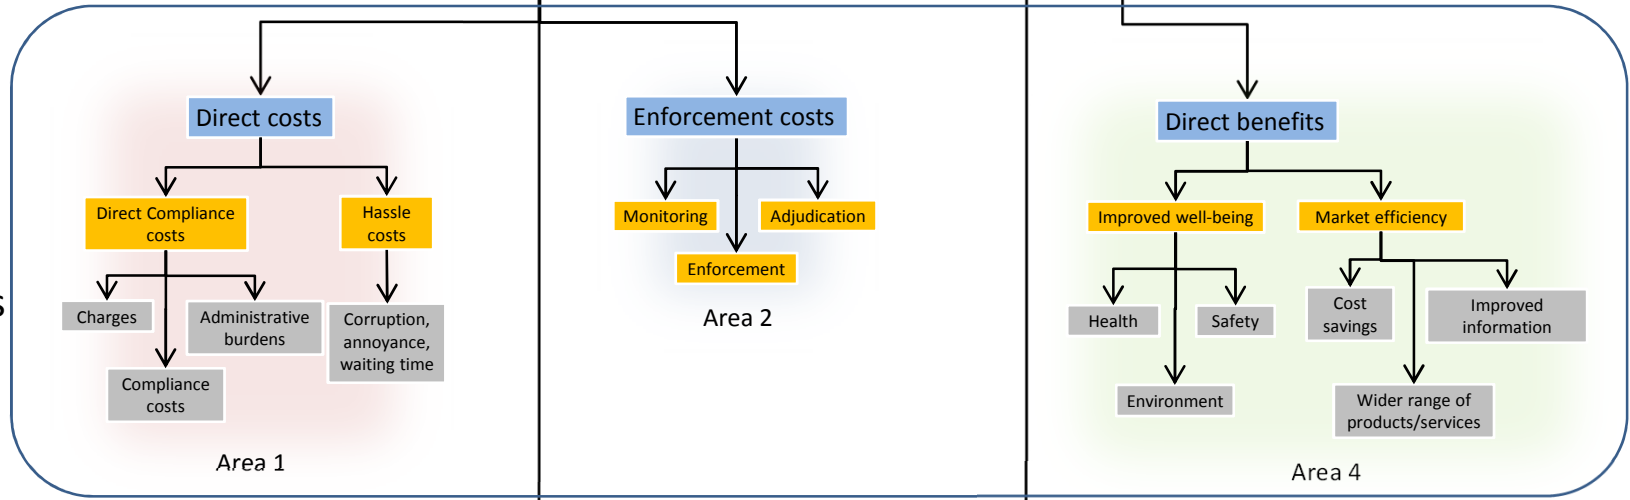 Direct costs
Direct Compliance
costs
Hassle
costs
Charges
Administrative
burdens
Corruption,
annoyance,
waiting time
Compliance
costs
Area 1
Enforcement costs
Monitoring
Adjudication
Enforcement
Area 2
Direct benefits
Improved well-being
Market efficiency
Health
Safety
Environment
Cost
savings
Improved
information
Wider range of
products/services
Area 4
s